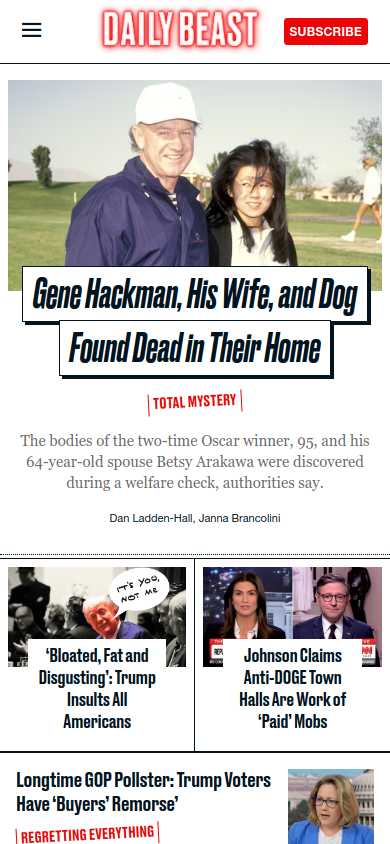 DAILY BEAST
SUBSCRIBE
Gene Hackman, His Wife, and Dog
Found Dead in Their Home
TOTAL MYSTERY
The bodies of the two-time Oscar winner, 95, and his
64-year-old spouse Betsy Arakawa were discovered
during a welfare check, authorities say.
Dan Ladden-Hall, Janna Brancolini
IT'S YOU,
NOT ME
‘Bloated, Fat and
Disgusting’: Trump
Insults All
Americans
Johnson Claims
Anti-DOGE Town
Halls Are Work of
‘Paid’ Mobs
Longtime GOP Pollster: Trump Voters
Have ‘Buyers’ Remorse’
REGRETTING EVERYTHING